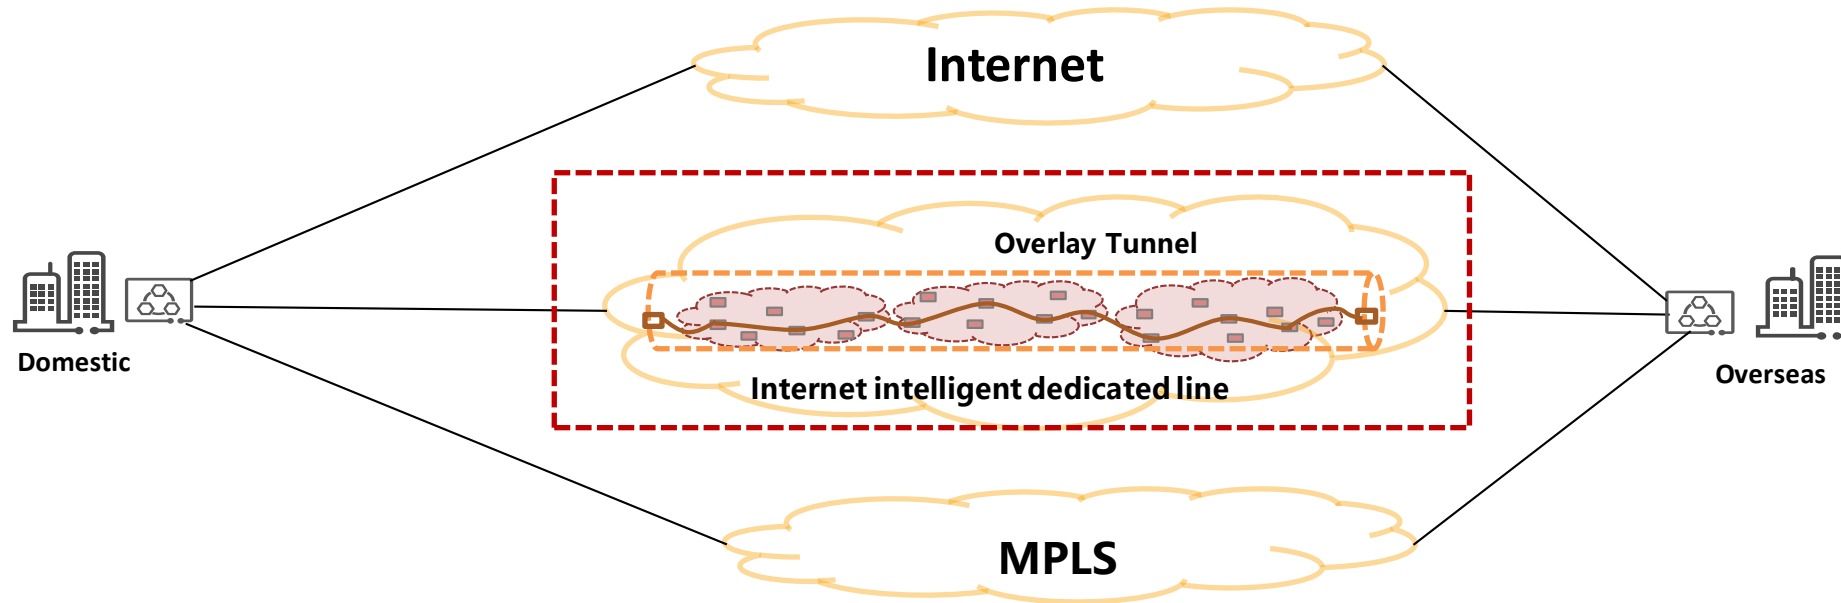 Internet
Overlay Tunnel
Domestic
Overseas
Internet intelligent dedicated line
MPLS